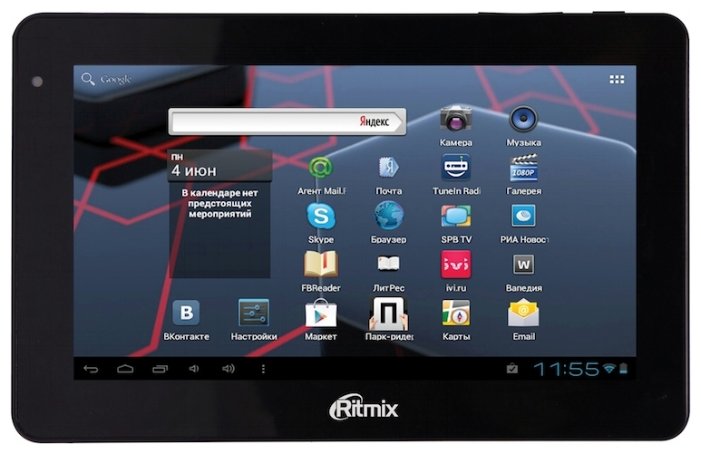 Google
Яндекс
ПН
4 июн
В календаре нет
предстоящих
мероприятий
Камера
Музыка
Агент Mail.F
Почта
TuneIn Radi
1080P
Галерея
Skype
Браузер
SPB TV
РИА Новост
FBReader
ЛитРес
ivi
ivi.ru
W
Вапедия
В
ВКонтакте
Настройки
Маркет
П
Парк-ридер
Карты
Email
11:55
Ritmix